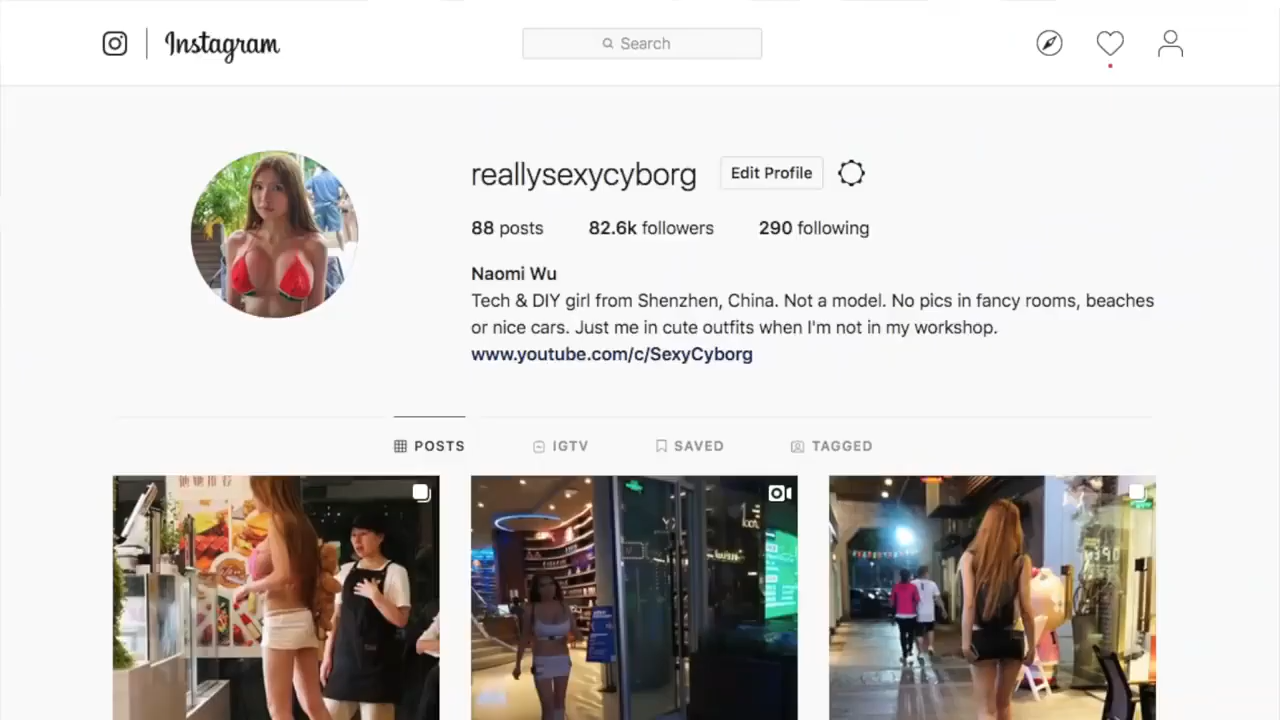 Instagram
Search
reallysexycyborg Edit Profile
88 posts 82.6k followers 290 following
Naomi Wu
Tech & DIY girl from Shenzhen, China. Not a model. No pics in fancy rooms, beaches
or nice cars. Just me in cute outfits when I'm not in my workshop.
www.youtube.com/c/SexyCyborg
POSTS IGTV SAVED TAGGED